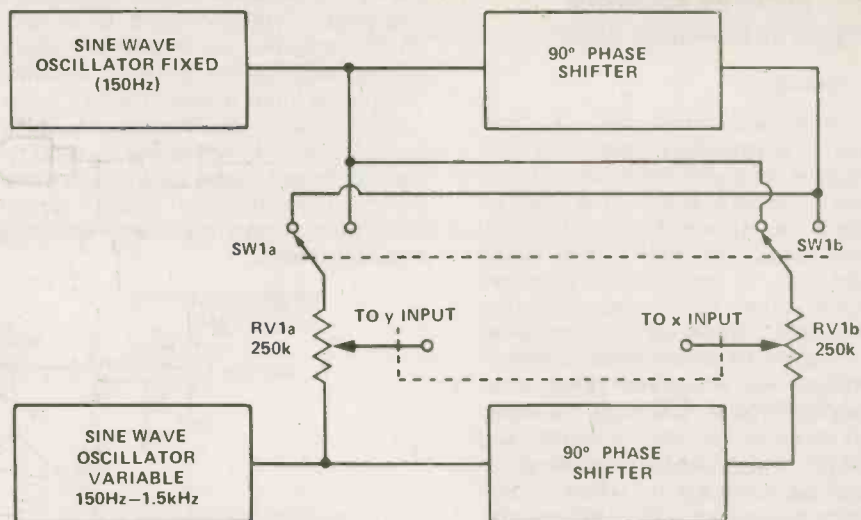 SINE WAVE
OSCILLATOR FIXED
(150Hz)
90° PHASE
SHIFTER
SW1a
SW1b
RV1a
250k
TO y INPUT
TO x INPUT
RV1b
250k
SINE WAVE
OSCILLATOR
VARIABLE
150Hz–1.5kHz
90° PHASE
SHIFTER